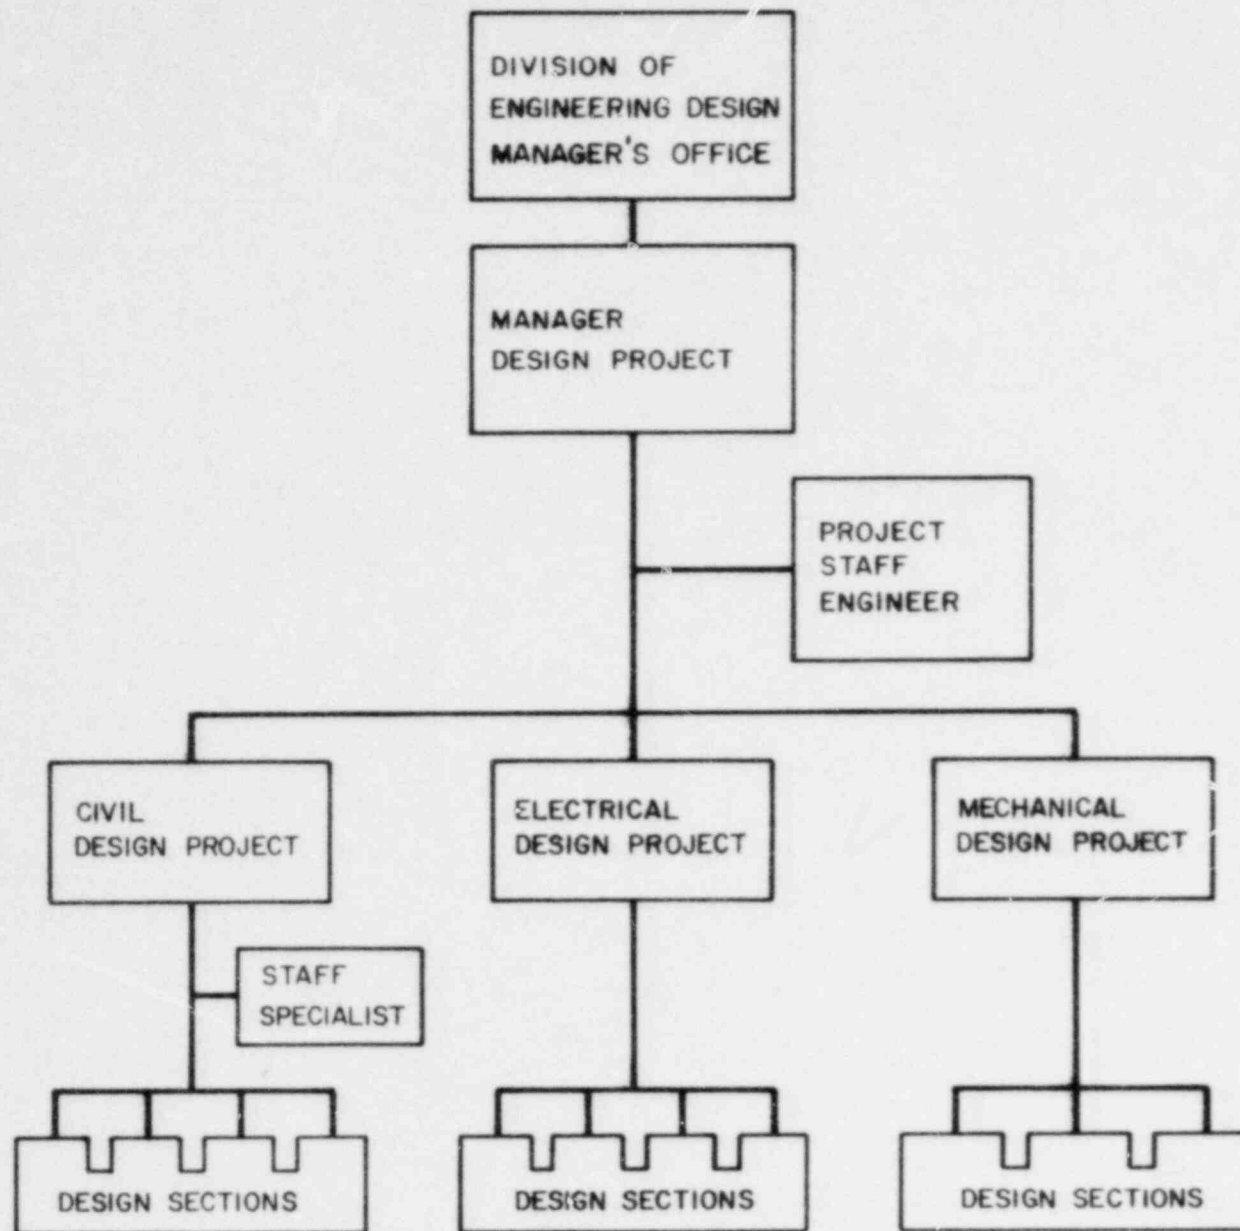 DIVISION OF
ENGINEERING DESIGN
MANAGER'S OFFICE
MANAGER
DESIGN PROJECT
PROJECT
STAFF
ENGINEER
CIVIL
DESIGN PROJECT
ELECTRICAL
DESIGN PROJECT
MECHANICAL
DESIGN PROJECT
STAFF
SPECIALIST
DESIGN SECTIONS
DESIGN SECTIONS
DESIGN SECTIONS